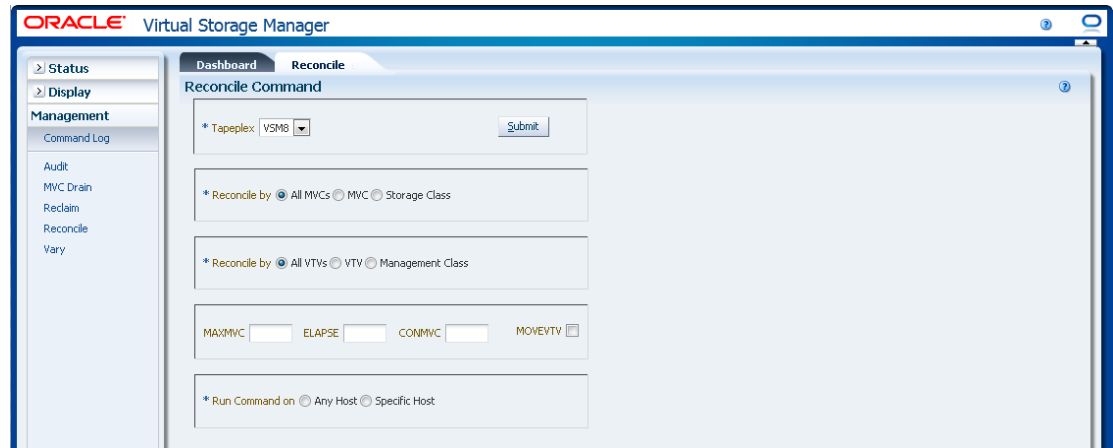 ORACLE Virtual Storage Manager
Status
Display
Management
Command Log
Audit
MVC Drain
Reclaim
Reconcile
Vary
Dashboard Reconcile
Reconcile Command
* Tapeplex VSM8 Submit
* Reconcile by All MVCs MVC Storage Class
* Reconcile by All VTVs VTV Management Class
MAXMVC ELAPSE CONMVC MOVEVTV
* Run Command on Any Host Specific Host